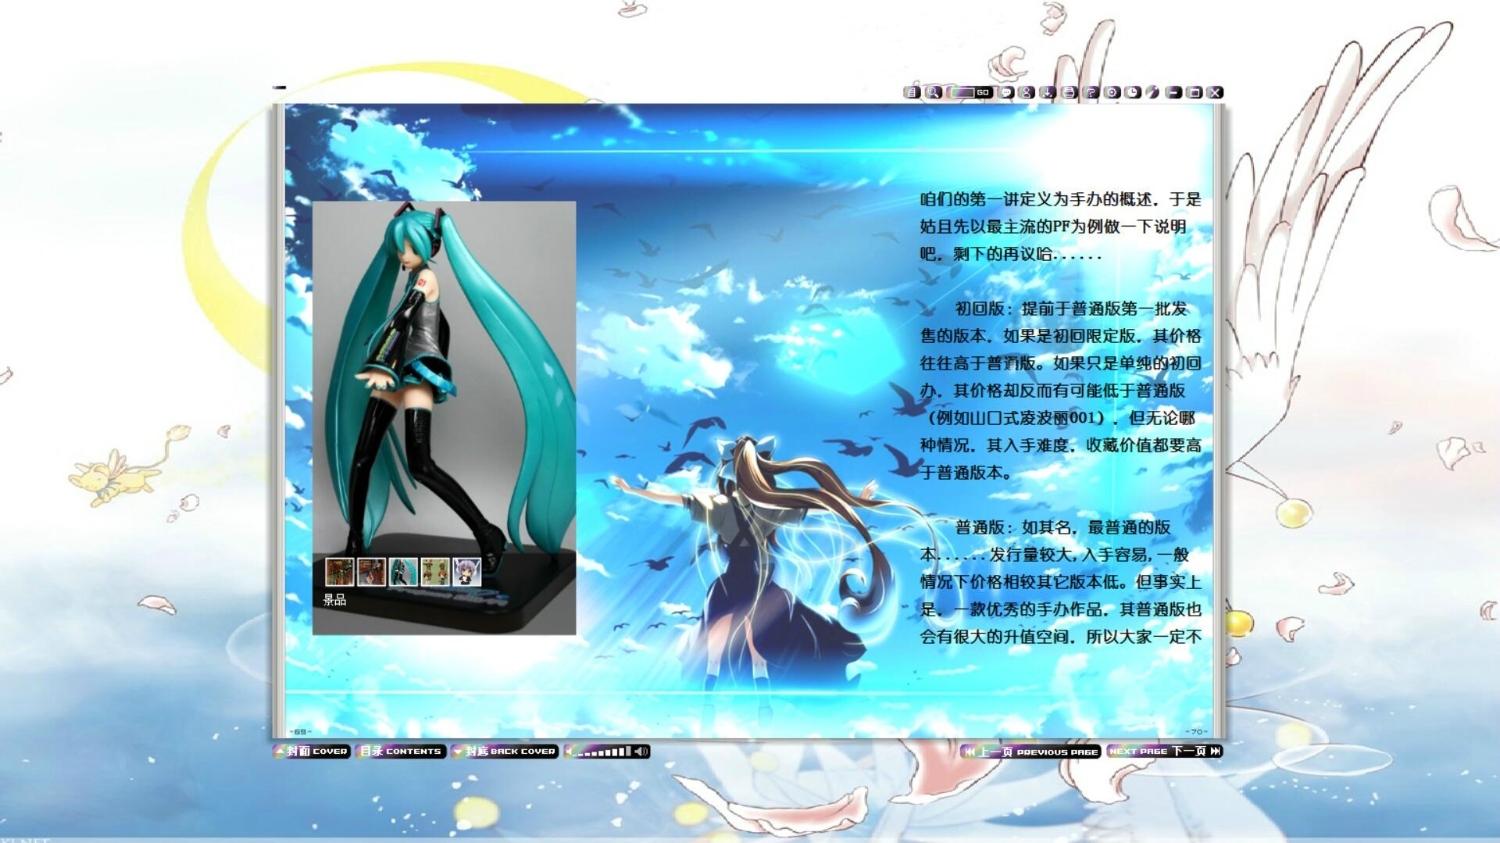 GO
咱们的第一讲定义为手办的概述，于是
姑且先以最主流的PF为例做一下说明
吧，剩下的再议哈......
初回版：提前于普通版第一批发
售的版本，如果是初回限定版，其价格
往往高于普通版。如果只是单纯的初回
办，其价格却反而有可能低于普通版
（例如山口式凌波丽001），但无论哪
种情况，其入手难度，收藏价值都要高
于普通版本。
普通版：如其名，最普通的版
本......发行量较大,入手容易,一般
情况下价格相较其它版本低。但事实上
是，一款优秀的手办作品，其普通版也
会有很大的升值空间，所以大家一定不
景品
-69-
-70-
封面 COVER
目录 CONTENTS
封底 BACK COVER
上一页 PREVIOUS PAGE
NEXT PAGE 下一页